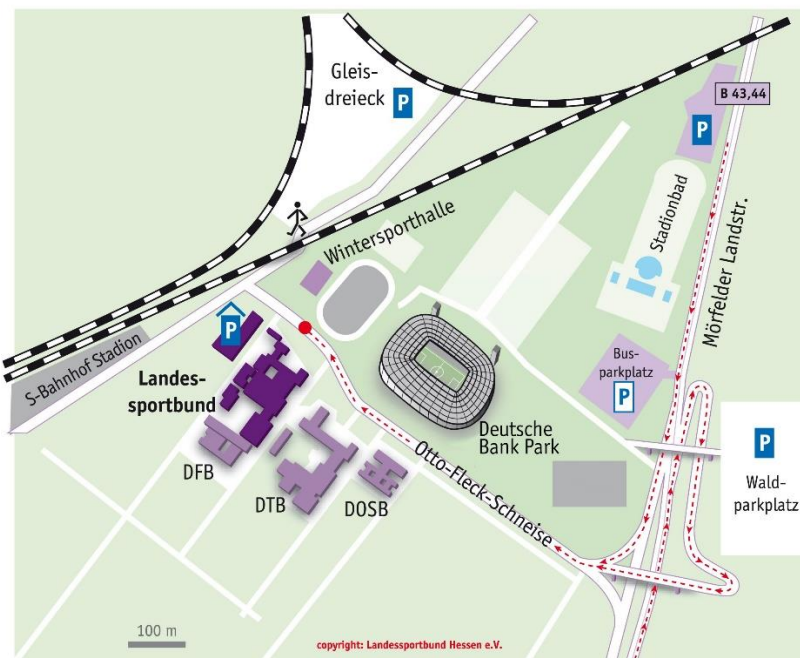 Gleis-
dreieck
P
B 43,44
P
Stadionbad
Mörfelder Landstr.
Wintersporthalle
S-Bahnhof Stadion
P
Landes-
sportbund
Bus-
parkplatz
P
Deutsche
Bank Park
P
Wald-
parkplatz
Otto-Fleck-Schneise
DFB
DTB
DOSB
100 m
copyright: Landessportbund Hessen e.V.